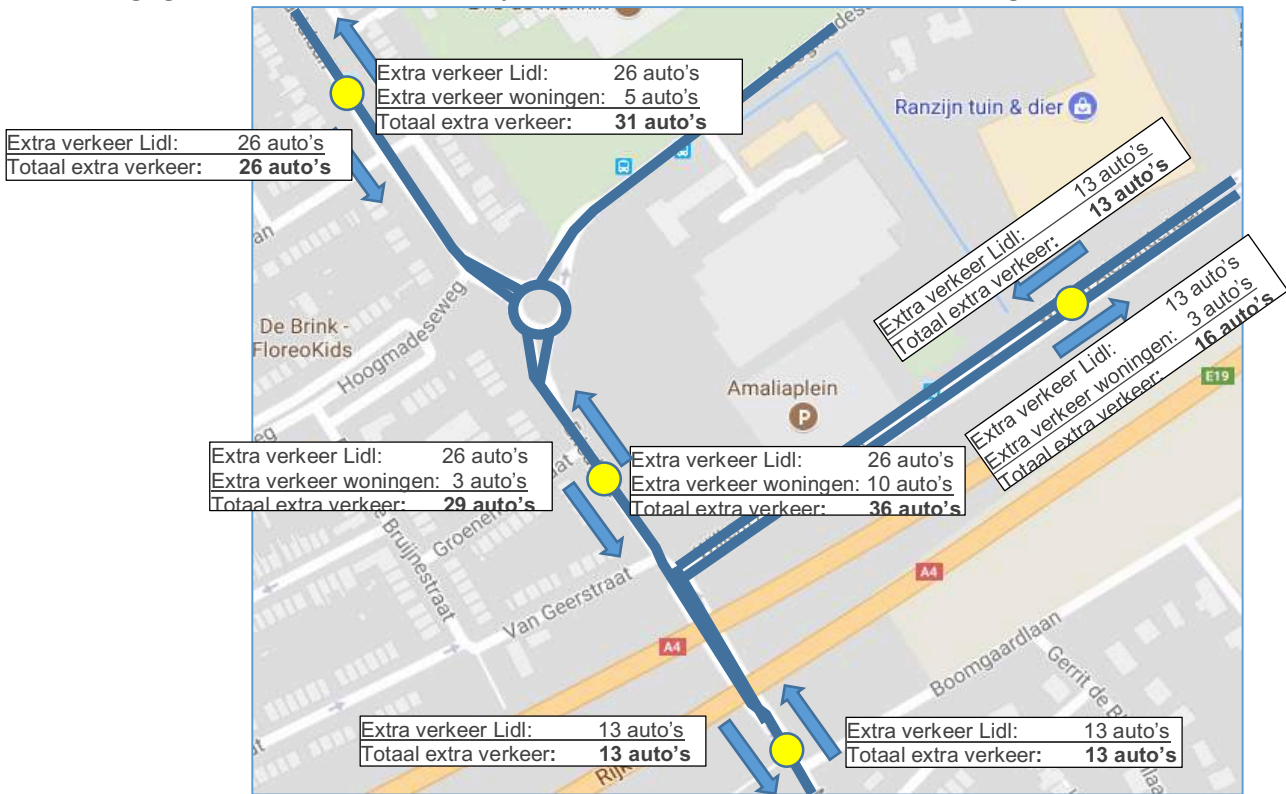 Extra verkeer Lidl: 26 auto's
Extra verkeer woningen: 5 auto's
Totaal extra verkeer: 31 auto's
Extra verkeer Lidl: 26 auto's
Totaal extra verkeer: 26 auto's
Ranzijn tuin & dier
Extra verkeer Lidl: 13 auto's
Totaal extra verkeer: 13 auto's
Extra verkeer Lidl: 13 auto's
Extra verkeer woningen: 3 auto's
Totaal extra verkeer: 16 auto's
De Brink -
FloreoKids
Hoogmadeseweg
E19
Amaliaplein
P
Extra verkeer Lidl: 26 auto's
Extra verkeer woningen: 3 auto's
Totaal extra verkeer: 29 auto's
Extra verkeer Lidl: 26 auto's
Extra verkeer woningen: 10 auto's
Totaal extra verkeer: 36 auto's
Bruijnestraat
Van Geerstraat
A4
A4
Boomgaardlaan
Gerrit de
Extra verkeer Lidl: 13 auto's
Totaal extra verkeer: 13 auto's
Extra verkeer Lidl: 13 auto's
Totaal extra verkeer: 13 auto's